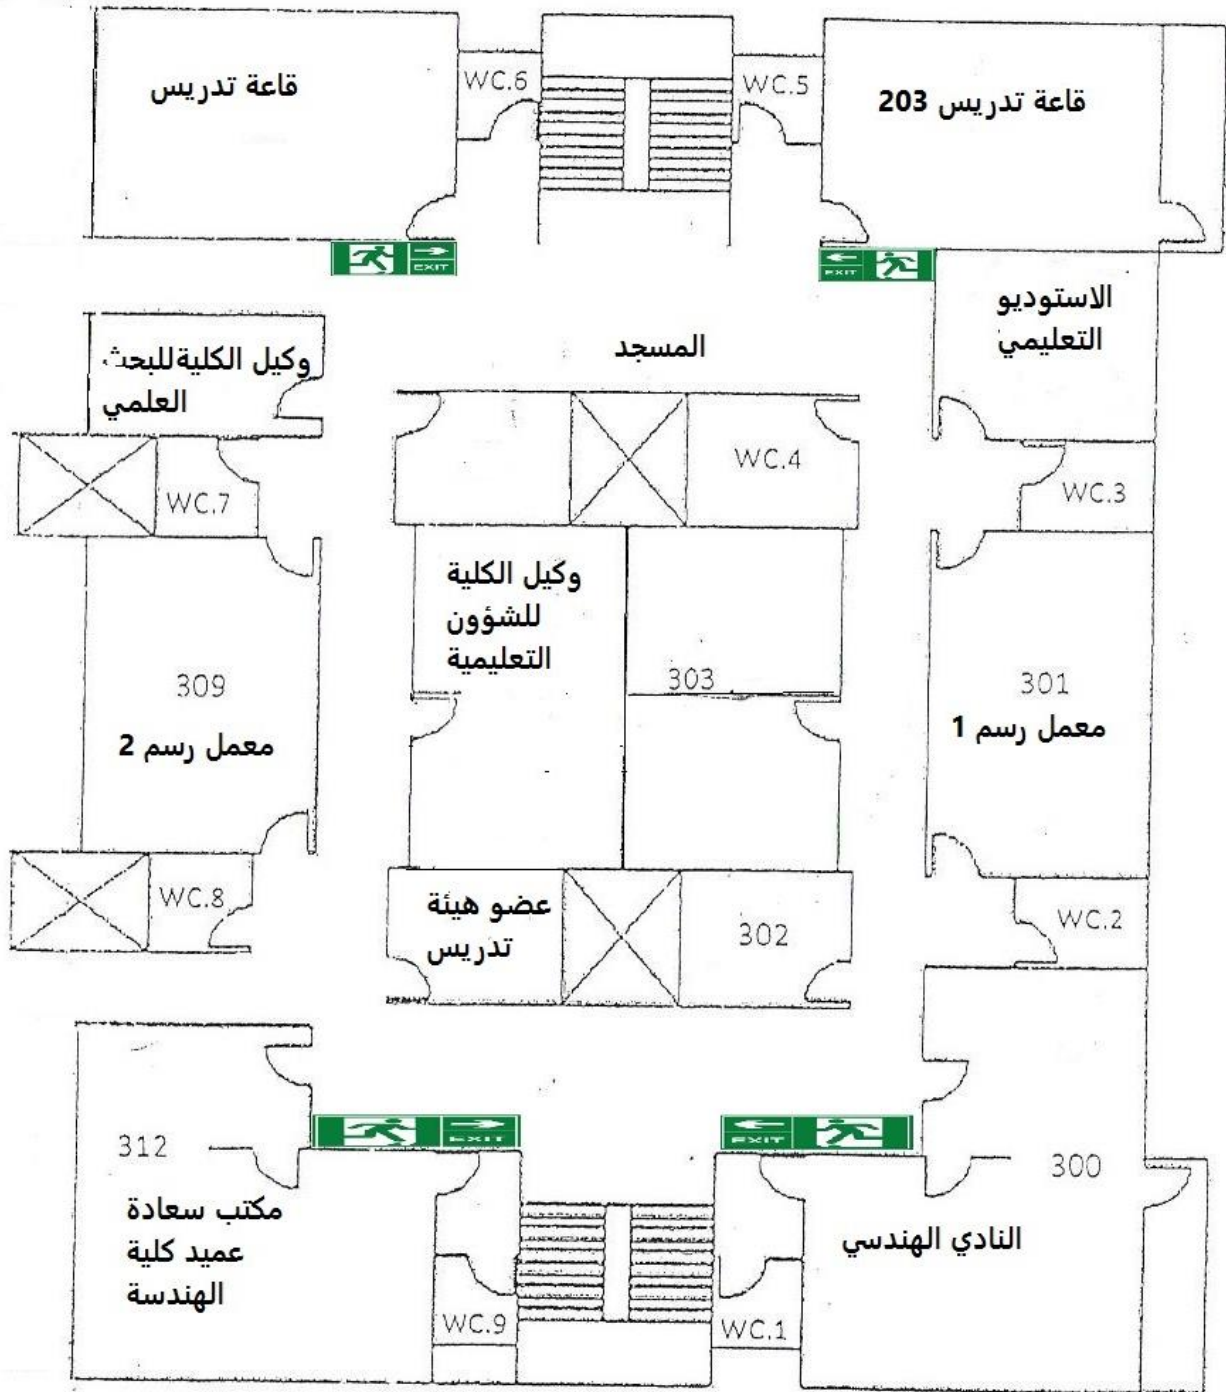 قاعة تدريس
WC.6
WC.5
قاعة تدريس 203
EXIT
EXIT
الاستوديو
التعليمي
المسجد
وكيل الكلية للبحث
العلمي
WC.7
WC.4
WC.3
وكيل الكلية
للشؤون
التعليمية
303
309
معمل رسم 2
301
معمل رسم 1
WC.8
عضو هيئة
تدريس
302
WC.2
312
EXIT
EXIT
300
مكتب سعادة
عميد كلية
الهندسة
النادي الهندسي
WC.9
WC.1